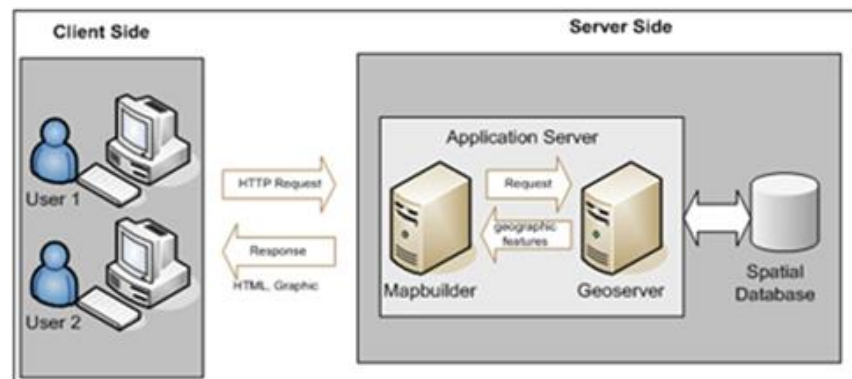 Client Side
Server Side
User 1
User 2
HTTP Request
Response
HTML, Graphic
Application Server
Request
geographic
features
Mapbuilder
Geoserver
Spatial
Database